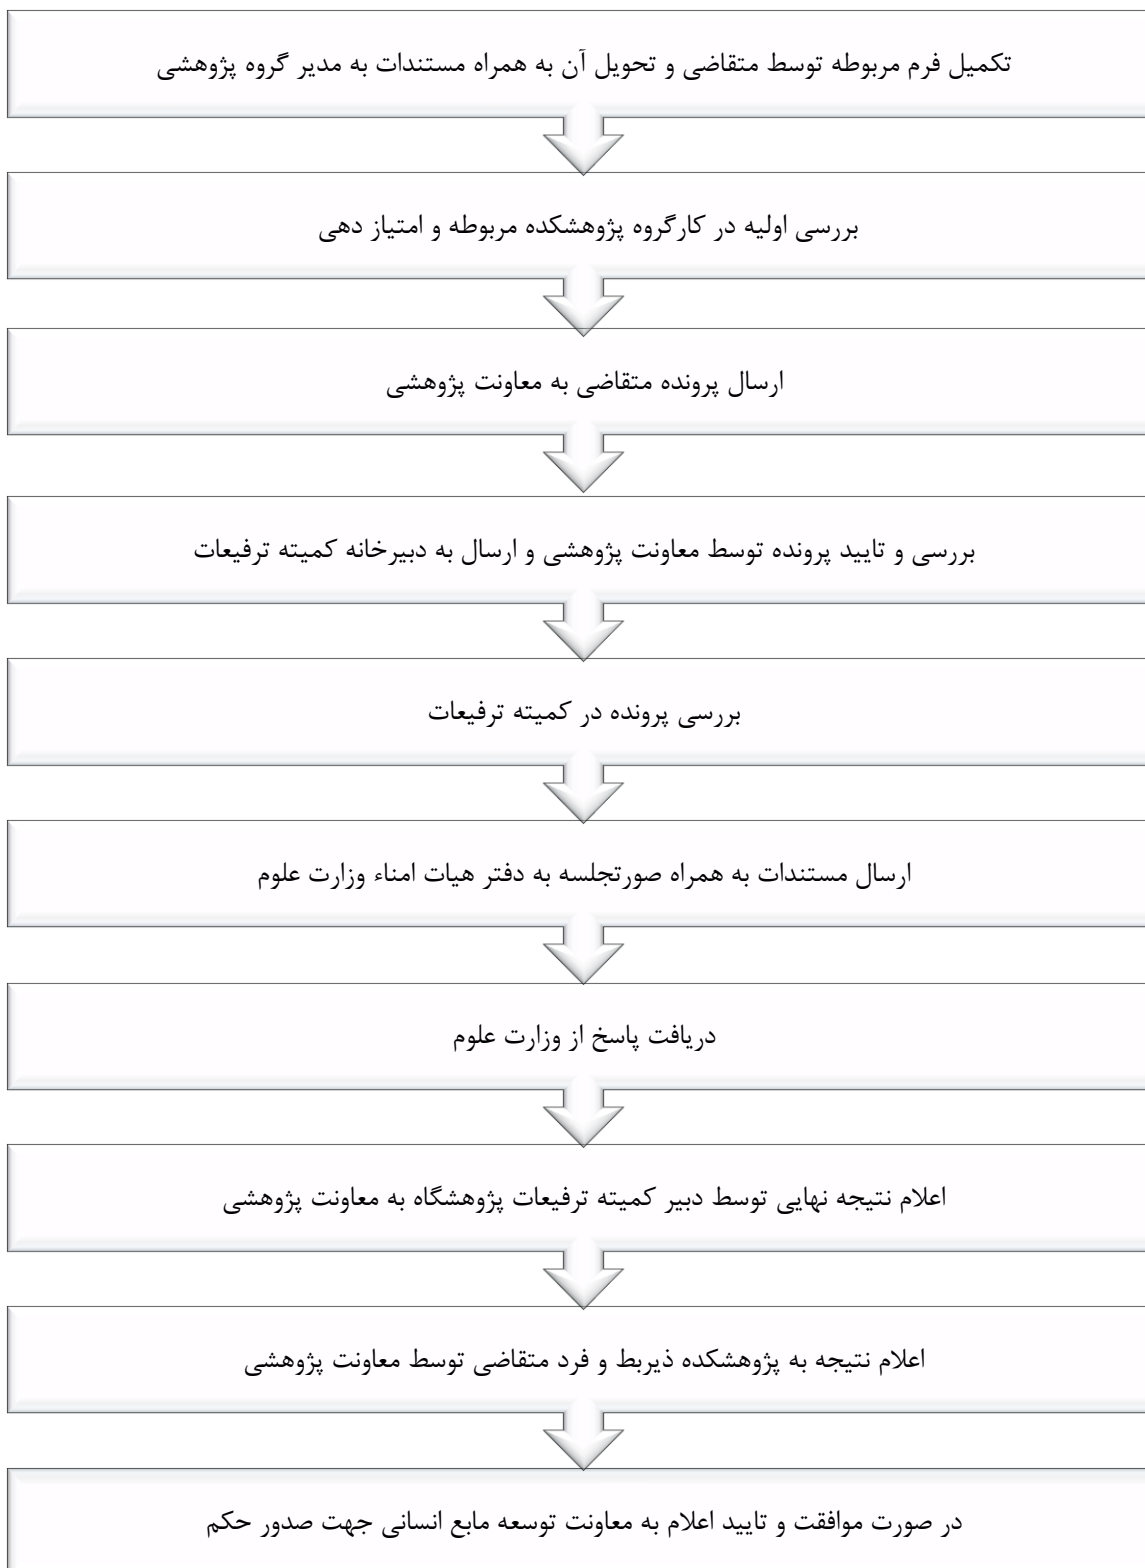 تکمیل فرم مربوطه توسط متقاضی و تحویل آن به همراه مستندات به مدیر گروه پژوهشی
بررسی اولیه در کارگروه پژوهشکده مربوطه و امتیاز دهی
ارسال پرونده متقاضی به معاونت پژوهشی
بررسی و تایید پرونده توسط معاونت پژوهشی و ارسال به دبیرخانه کمیته ترفیعات
بررسی پرونده در کمیته ترفیعات
ارسال مستندات به همراه صورتجلسه به دفتر هیات امناء وزارت علوم
دریافت پاسخ از وزارت علوم
اعلام نتیجه نهایی توسط دبیر کمیته ترفیعات پژوهشگاه به معاونت پژوهشی
اعلام نتیجه به پژوهشکده ذیربط و فرد متقاضی توسط معاونت پژوهشی
در صورت موافقت و تایید اعلام به معاونت توسعه مابع انسانی جهت صدور حکم